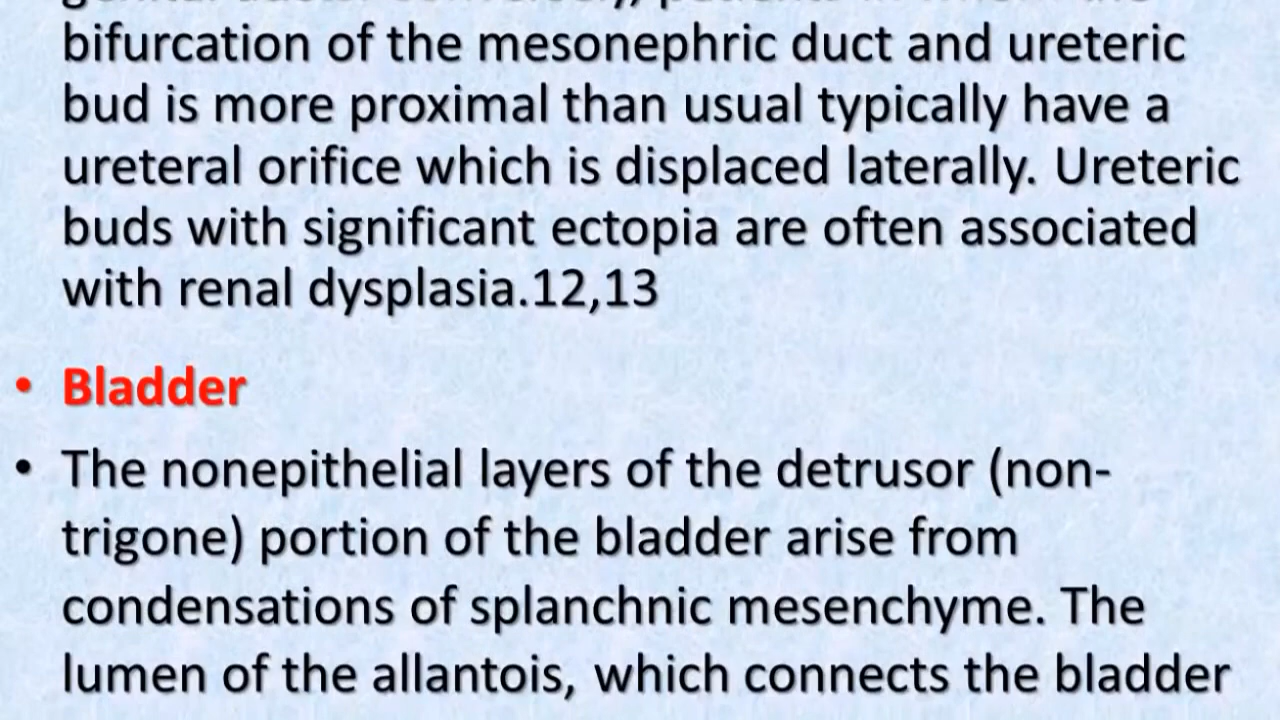 bifurcation of the mesonephric duct and ureteric
bud is more proximal than usual typically have a
ureteral orifice which is displaced laterally. Ureteric
buds with significant ectopia are often associated
with renal dysplasia.12,13
• Bladder
• The nonepithelial layers of the detrusor (non-
trigone) portion of the bladder arise from
condensations of splanchnic mesenchyme. The
lumen of the allantois, which connects the bladder